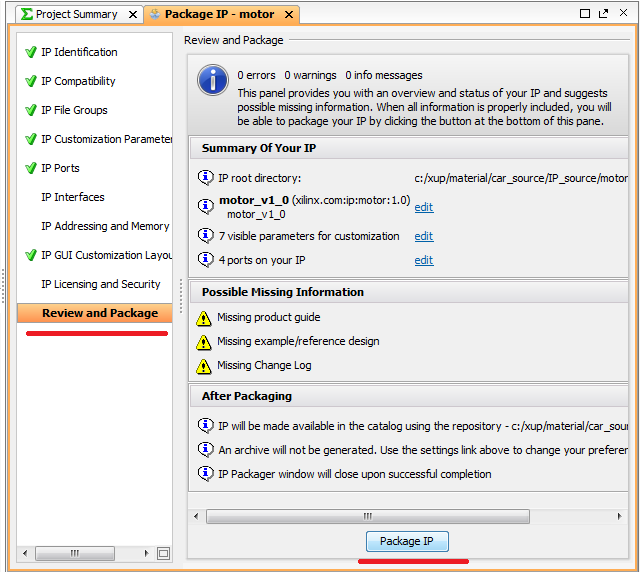 Project Summary
Package IP - motor
IP Identification
IP Compatibility
IP File Groups
IP Customization Parameter
IP Ports
IP Interfaces
IP Addressing and Memory
IP GUI Customization Layou
IP Licensing and Security
Review and Package
Review and Package
0 errors 0 warnings 0 info messages
This panel provides you with an overview and status of your IP and suggests
possible missing information. When all information is properly included, you will
be able to package your IP by clicking the button at the bottom of this pane.
Summary Of Your IP
IP root directory: c:/xup/material/car_source/IP_source/motor
motor_v1_0 (xilinx.com:ip:motor:1.0) edit
motor_v1_0
7 visible parameters for customization edit
4 ports on your IP edit
Possible Missing Information
Missing product guide
Missing example/reference design
Missing Change Log
After Packaging
IP will be made available in the catalog using the repository - c:/xup/material/car_sour
An archive will not be generated. Use the settings link above to change your preferen
IP Packager window will close upon successful completion
Package IP